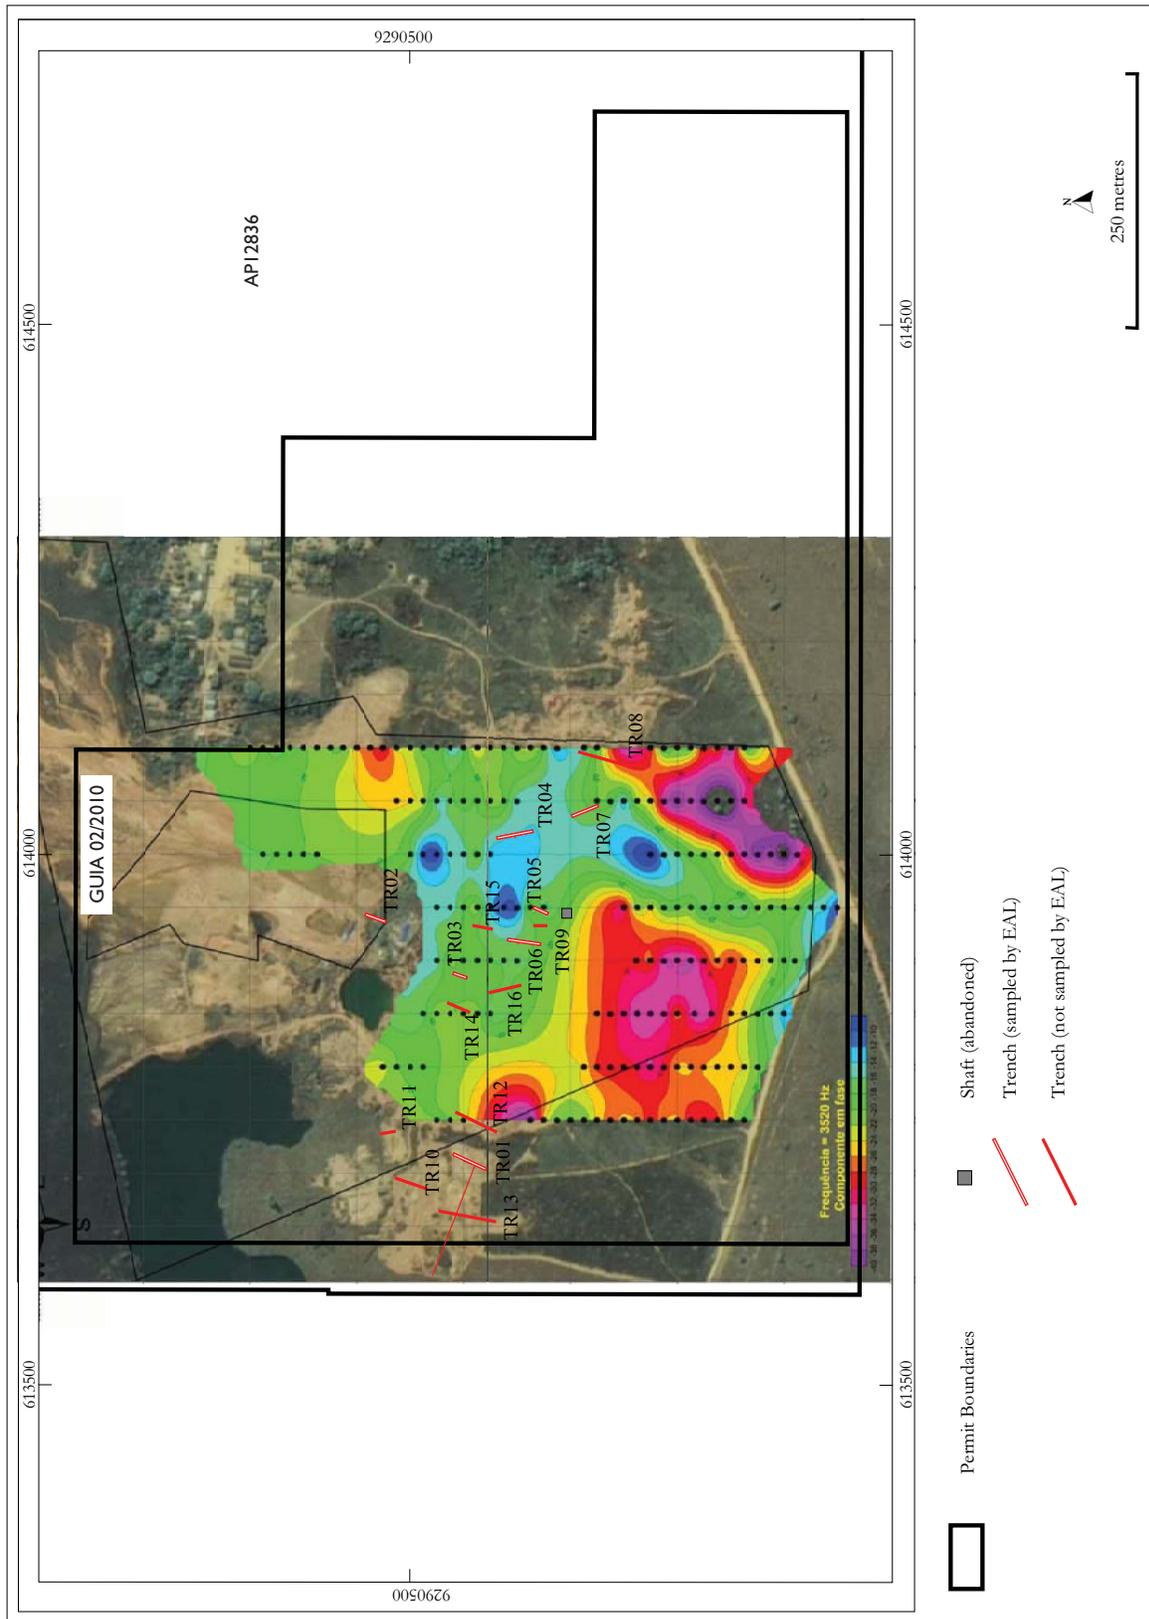 9290500
614500
614500
614000
614000
613500
613500
9290500
API2836
GUIA 02/2010
TR02
TR03
TR15
TR04
TR05
TR07
TR08
TR09
TR06
TR16
TR14
TR11
TR12
TR01
TR10
TR13
S
Frequência = 3520 Hz
Componente em fase
N
250 metres
Permit Boundaries
Shaft (abandoned)
Trench (sampled by EAL)
Trench (not sampled by EAL)